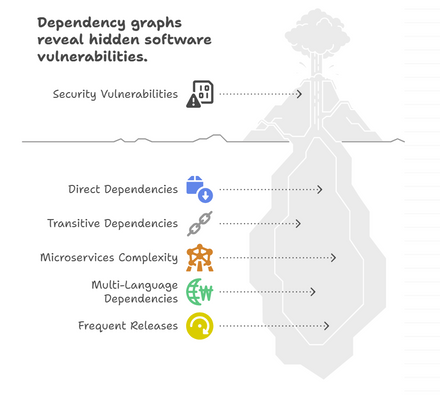 Dependency graphs
reveal hidden software
vulnerabilities.
Security Vulnerabilities
Direct Dependencies
Transitive Dependencies
Microservices Complexity
Multi-Language
Dependencies
Frequent Releases